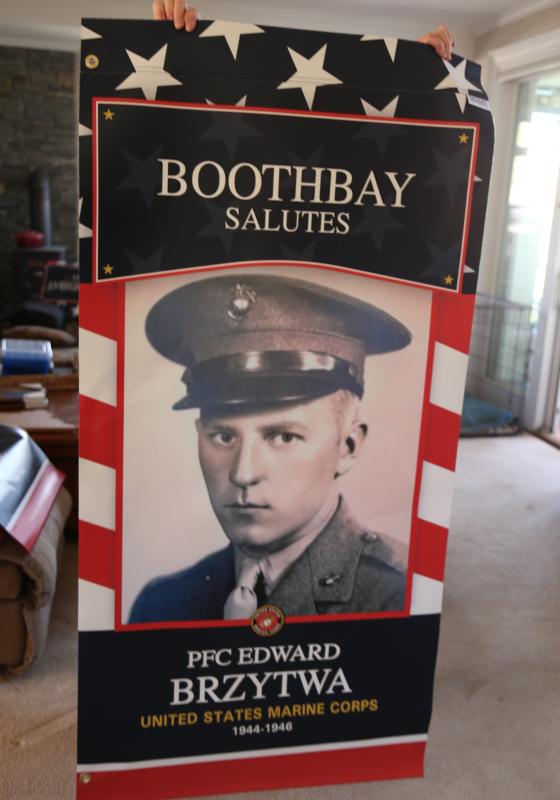 BOOTHBAY
SALUTES
PFC EDWARD
BRZYTWA
UNITED STATES MARINE CORPS
1944-1946